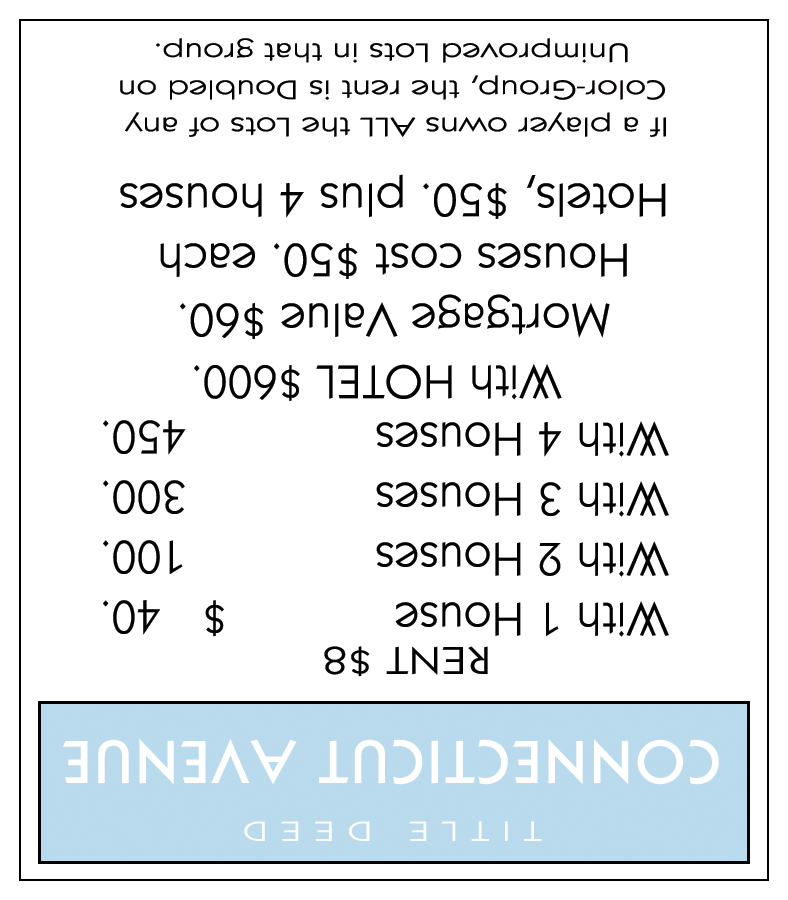 TITLE DEED
CONNECTICUT AVENUE
RENT $8
With 1 House $ 40.
With 2 Houses 100.
With 3 Houses 300.
With 4 Houses 450.
With HOTEL $600.
Mortgage Value $60.
Houses cost $50. each
Hotels, $50. plus 4 houses
If a player owns ALL the Lots of any
Color-Group, the rent is Doubled on
Unimproved Lots in that group.